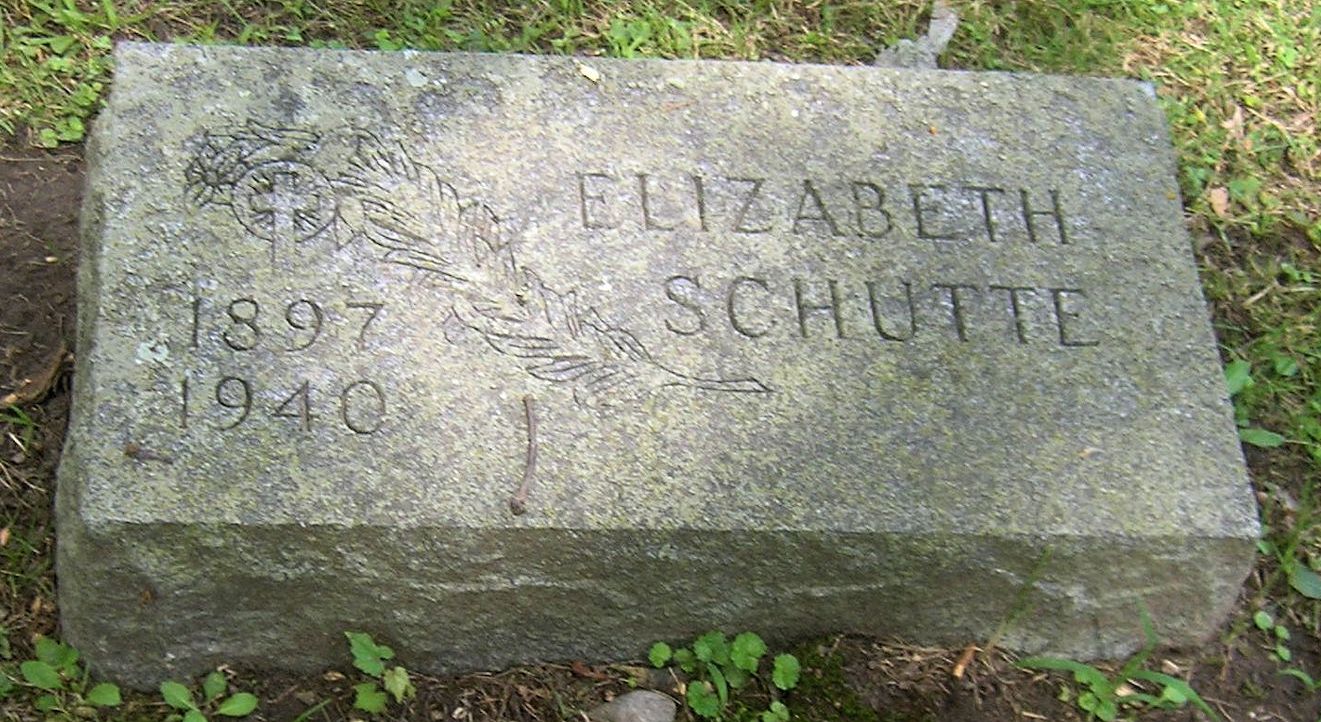 ELIZABETH
SCHUTTE
1897
1940